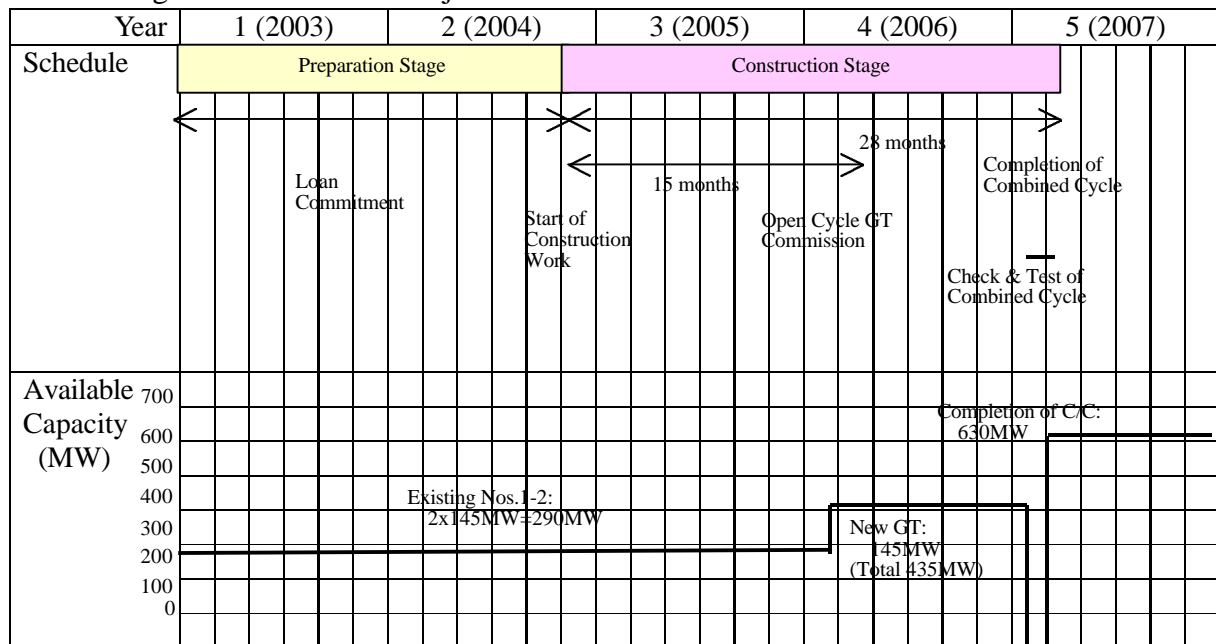 Year 1 (2003) 2 (2004) 3 (2005) 4 (2006) 5 (2007)
Schedule Preparation Stage Construction Stage
28 months
15 months
Loan
Commitment
Start of
Construction
Work
Open Cycle GT
Commission
Completion of
Combined Cycle
Check & Test of
Combined Cycle
Available
Capacity
(MW)
700
600
500
400
300
200
100
0
Existing Nos.1-2:
2x145MW=290MW
New GT:
145MW
(Total 435MW)
Completion of C/C:
630MW